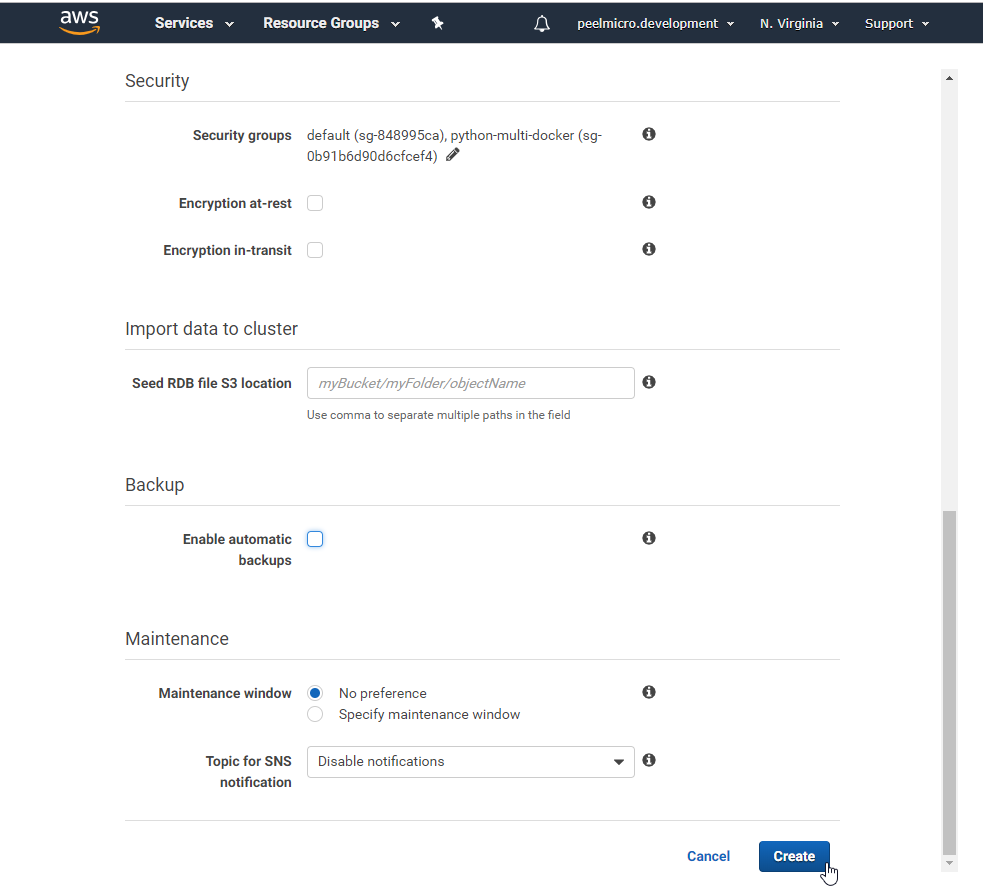 aws Services Resource Groups peelmicro.development N. Virginia Support
Security
Security groups default (sg-848995ca), python-multi-docker (sg-
0b91b6d90d6cfcef4)
Encryption at-rest
Encryption in-transit
Import data to cluster
Seed RDB file S3 location myBucket/myFolder/objectName
Use comma to separate multiple paths in the field
Backup
Enable automatic
backups
Maintenance
Maintenance window No preference
Specify maintenance window
Topic for SNS Disable notifications
notification
Cancel Create